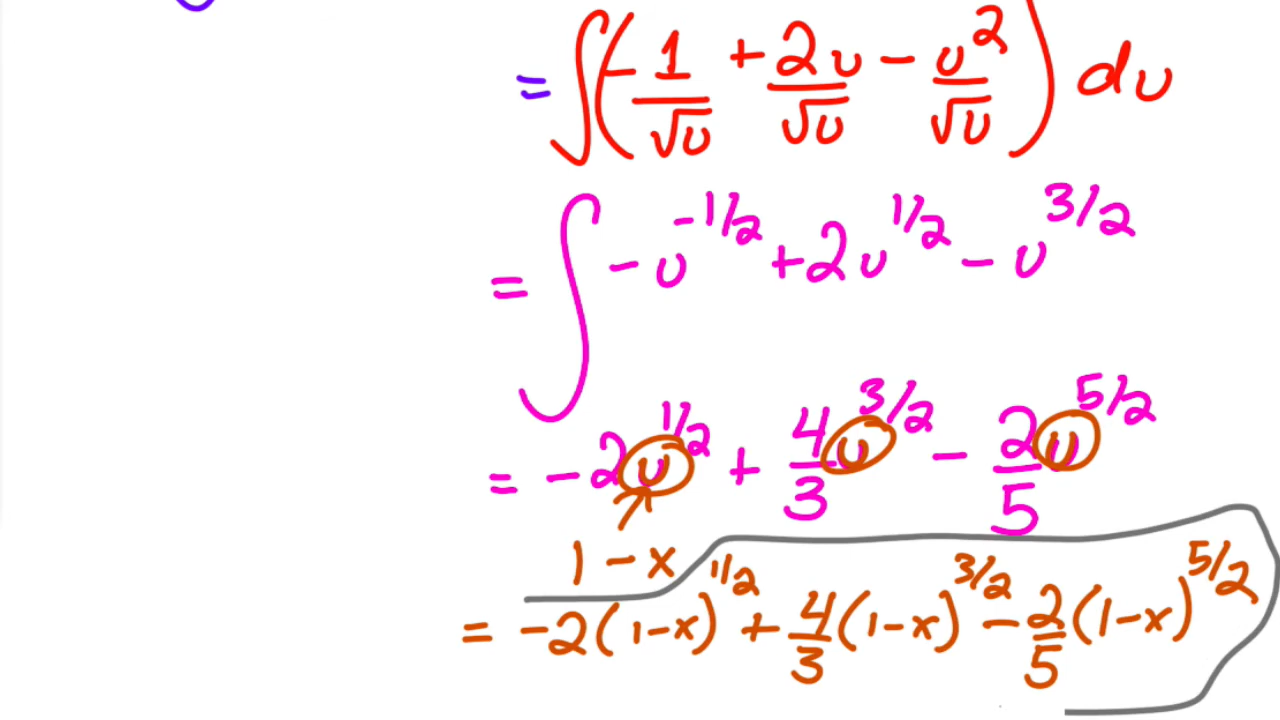 = ∫(-1/√u + 2u/√u - u²/√u) du
= ∫ -u^(-1/2) + 2u^(1/2) - u^(3/2)
= -2u^(1/2) + 4/3 u^(3/2) - 2/5 u^(5/2)
1-x
= -2(1-x)^(1/2) + 4/3(1-x)^(3/2) - 2/5(1-x)^(5/2)